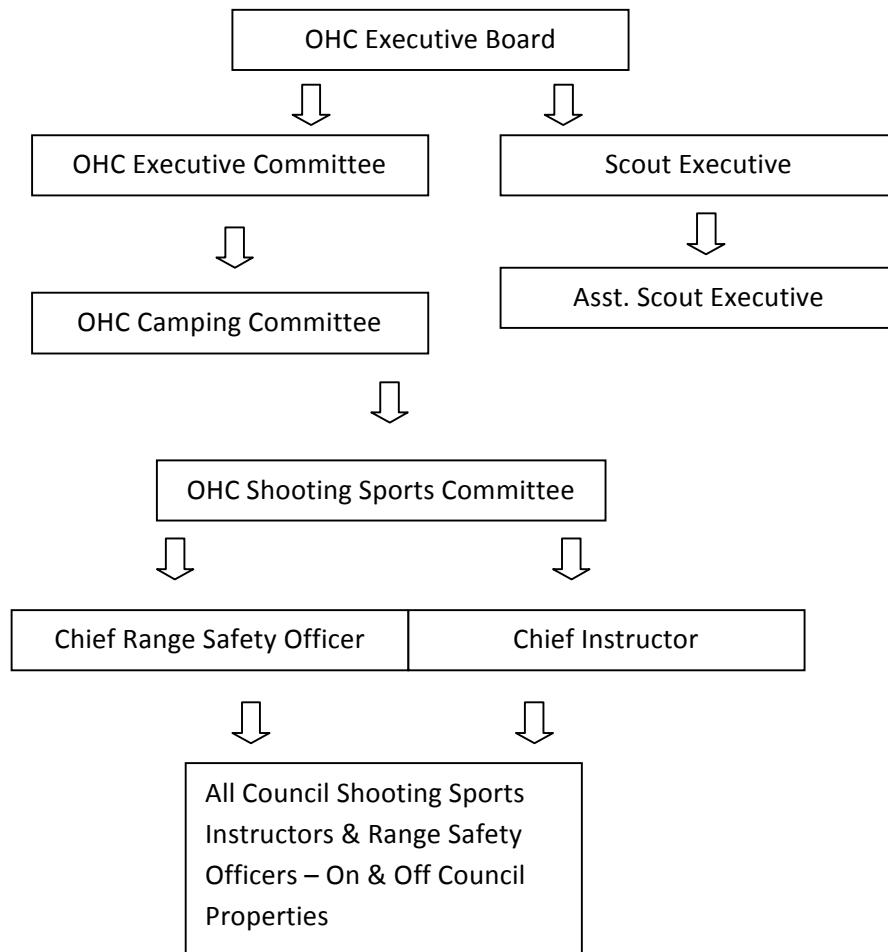 OHC Executive Board
OHC Executive Committee
Scout Executive
Asst. Scout Executive
OHC Camping Committee
OHC Shooting Sports Committee
Chief Range Safety Officer
Chief Instructor
All Council Shooting Sports
Instructors & Range Safety
Officers – On & Off Council
Properties